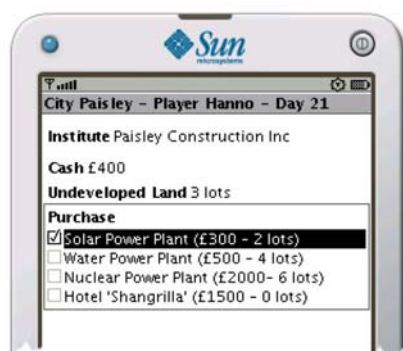 Sun
microsystems
City Paisley - Player Hanno - Day 21
Institute Paisley Construction Inc
Cash £400
Undeveloped Land 3 lots
Purchase
Solar Power Plant (£300 - 2 lots)
Water Power Plant (£500 - 4 lots)
Nuclear Power Plant (£2000- 6 lots)
Hotel 'Shangrilla' (£1500 - 0 lots)